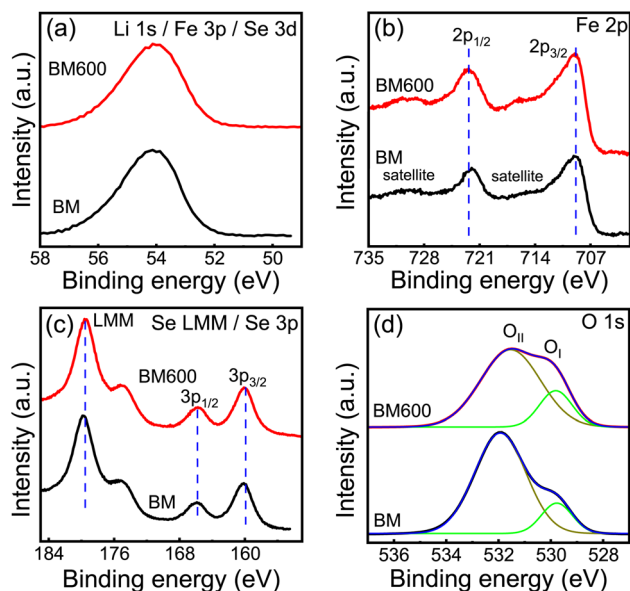 (a) Li 1s / Fe 3p / Se 3d
BM600
BM
Intensity (a.u.)
58 56 54 52 50
Binding energy (eV)
(b) Fe 2p
2p1/2 2p3/2
BM600
BM
satellite satellite
Intensity (a.u.)
735 728 721 714 707
Binding energy (eV)
(c) LMM Se LMM / Se 3p
BM600
3p1/2 3p3/2
BM
Intensity (a.u.)
184 176 168 160
Binding energy (eV)
(d) O 1s
OII OI
BM600
BM
Intensity (a.u.)
536 534 532 530 528
Binding energy (eV)